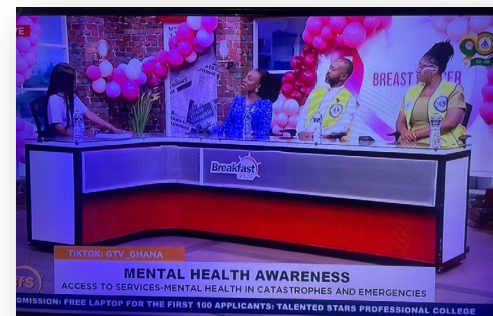 BREAST
Breakfast
TIKTOK: GTV_GHANA
MENTAL HEALTH AWARENESS
ACCESS TO SERVICES-MENTAL HEALTH IN CATASTROPHES AND EMERGENCIES
DMISSION: FREE LAPTOP FOR THE FIRST 100 APPLICANTS: TALENTED STARS PROFESSIONAL COLLEGE